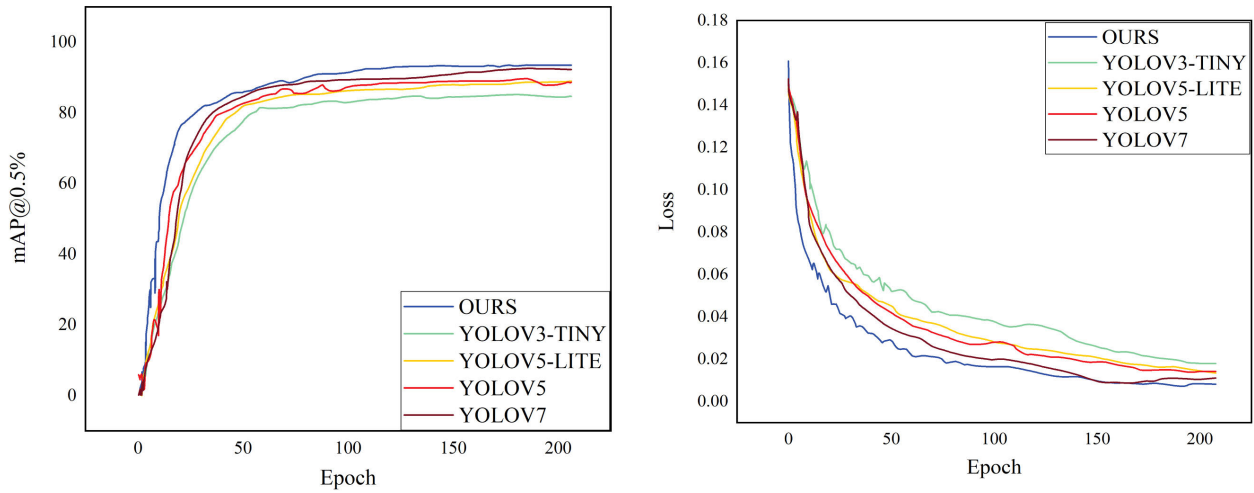 mAP@0.5%
100
80
60
40
20
0
0 50 100 150 200
Epoch
OURS
YOLOV3-TINY
YOLOV5-LITE
YOLOV5
YOLOV7
Loss
0.18
0.16
0.14
0.12
0.10
0.08
0.06
0.04
0.02
0.00
0 50 100 150 200
Epoch
OURS
YOLOV3-TINY
YOLOV5-LITE
YOLOV5
YOLOV7